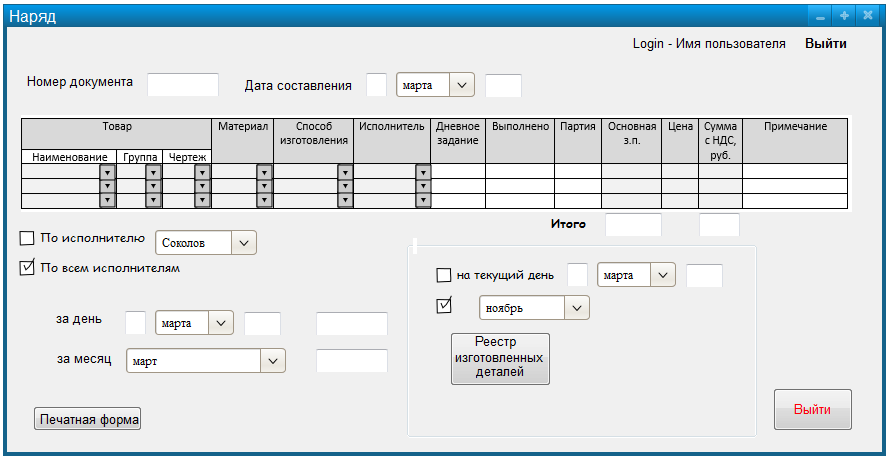 Наряд
Login - Имя пользователя Выйти
Номер документа Дата составления марта
Товар Материал Способ изготовления Исполнитель Дневное задание Выполнено Партия Основная з.п. Цена Сумма с НДС, руб. Примечание
Наименование Группа Чертеж
Итого
По исполнителю Соколов
По всем исполнителям
на текущий день марта
ноябрь
за день марта
за месяц март
Реестр
изготовленных
деталей
Печатная форма
Выйти